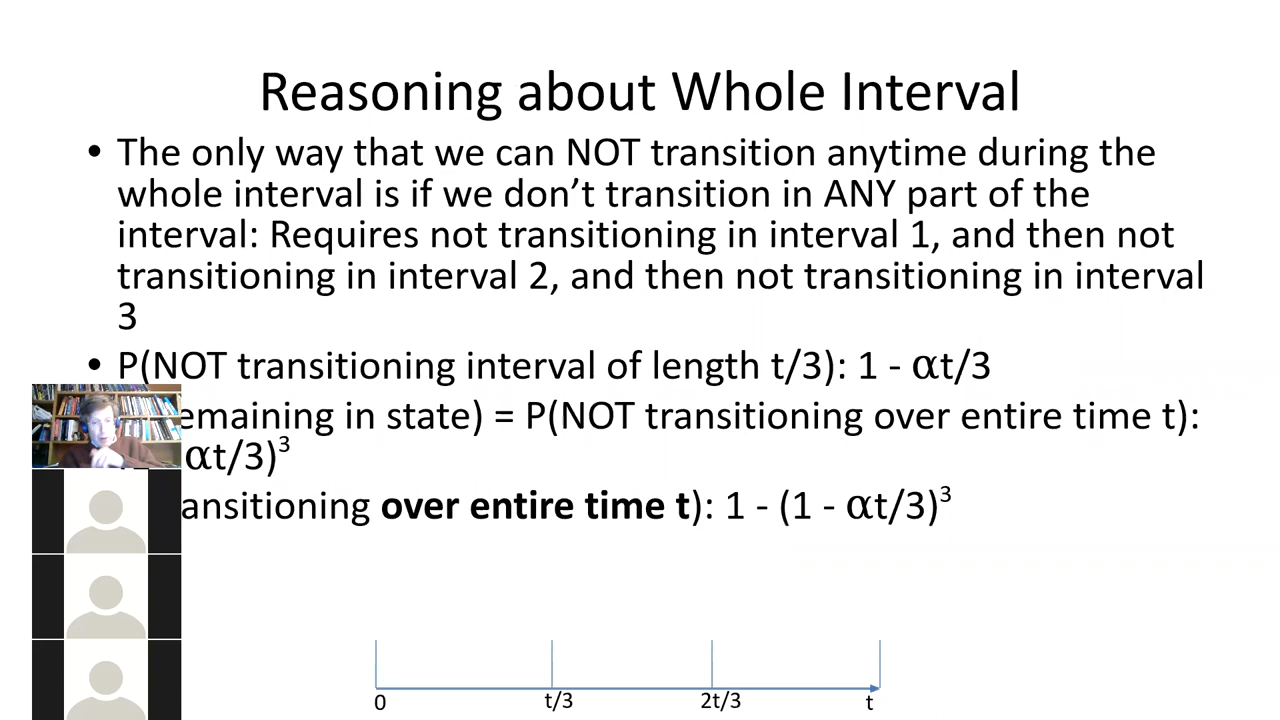 Reasoning about Whole Interval
• The only way that we can NOT transition anytime during the
whole interval is if we don’t transition in ANY part of the
interval: Requires not transitioning in interval 1, and then not
transitioning in interval 2, and then not transitioning in interval
3
• P(NOT transitioning interval of length t/3): 1 - αt/3
emaining in state) = P(NOT transitioning over entire time t):
αt/3)³
ansitioning over entire time t): 1 - (1 - αt/3)³
0 t/3 2t/3 t